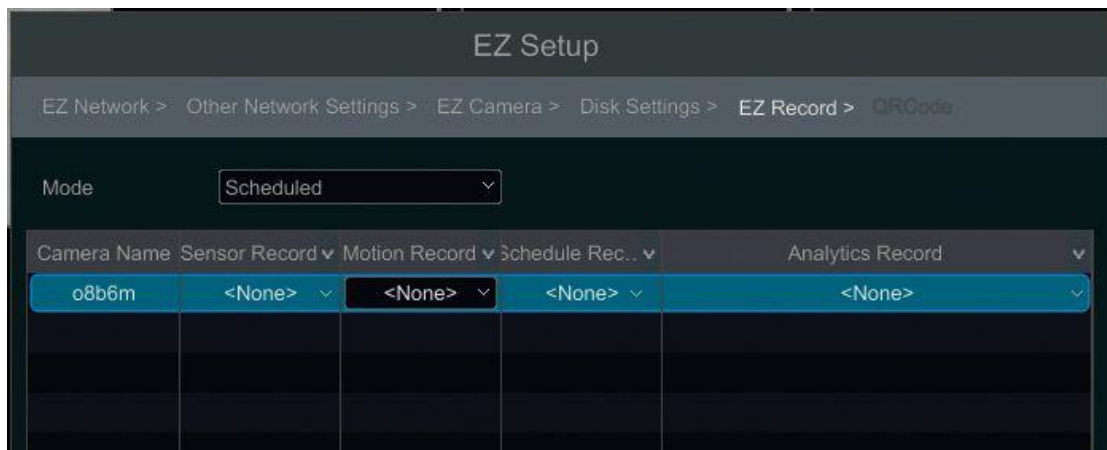 EZ Setup
EZ Network > Other Network Settings > EZ Camera > Disk Settings > EZ Record > QRCode
Mode Scheduled
Camera Name Sensor Record Motion Record Schedule Rec.. Analytics Record
o8b6m <None> <None> <None> <None>